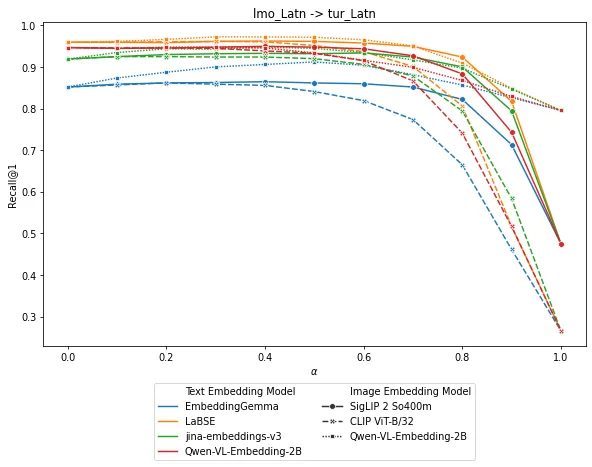 lmo_Latn -> tur_Latn
Recall@1
1.0
0.9
0.8
0.7
0.6
0.5
0.4
0.3
0.0 0.2 0.4 0.6 0.8 1.0
α
Text Embedding Model Image Embedding Model
EmbeddingGemma SigLIP 2 So400m
LaBSE CLIP ViT-B/32
jina-embeddings-v3 Qwen-VL-Embedding-2B
Qwen-VL-Embedding-2B